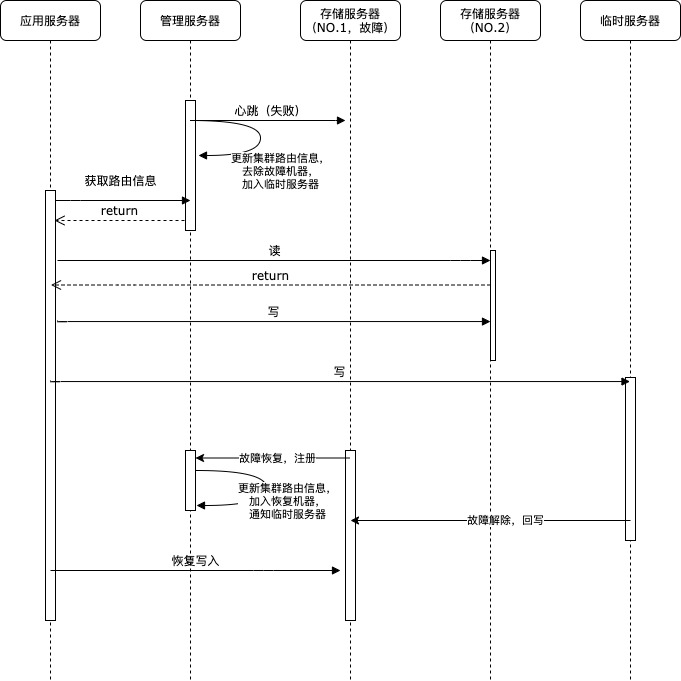 应用服务器
管理服务器
存储服务器
（NO.1，故障）
存储服务器
（NO.2）
临时服务器
心跳（失败）
更新集群路由信息，
去除故障机器，
加入临时服务器
获取路由信息
return
读
return
写
写
故障恢复，注册
更新集群路由信息，
加入恢复机器，
通知临时服务器
故障解除，回写
恢复写入